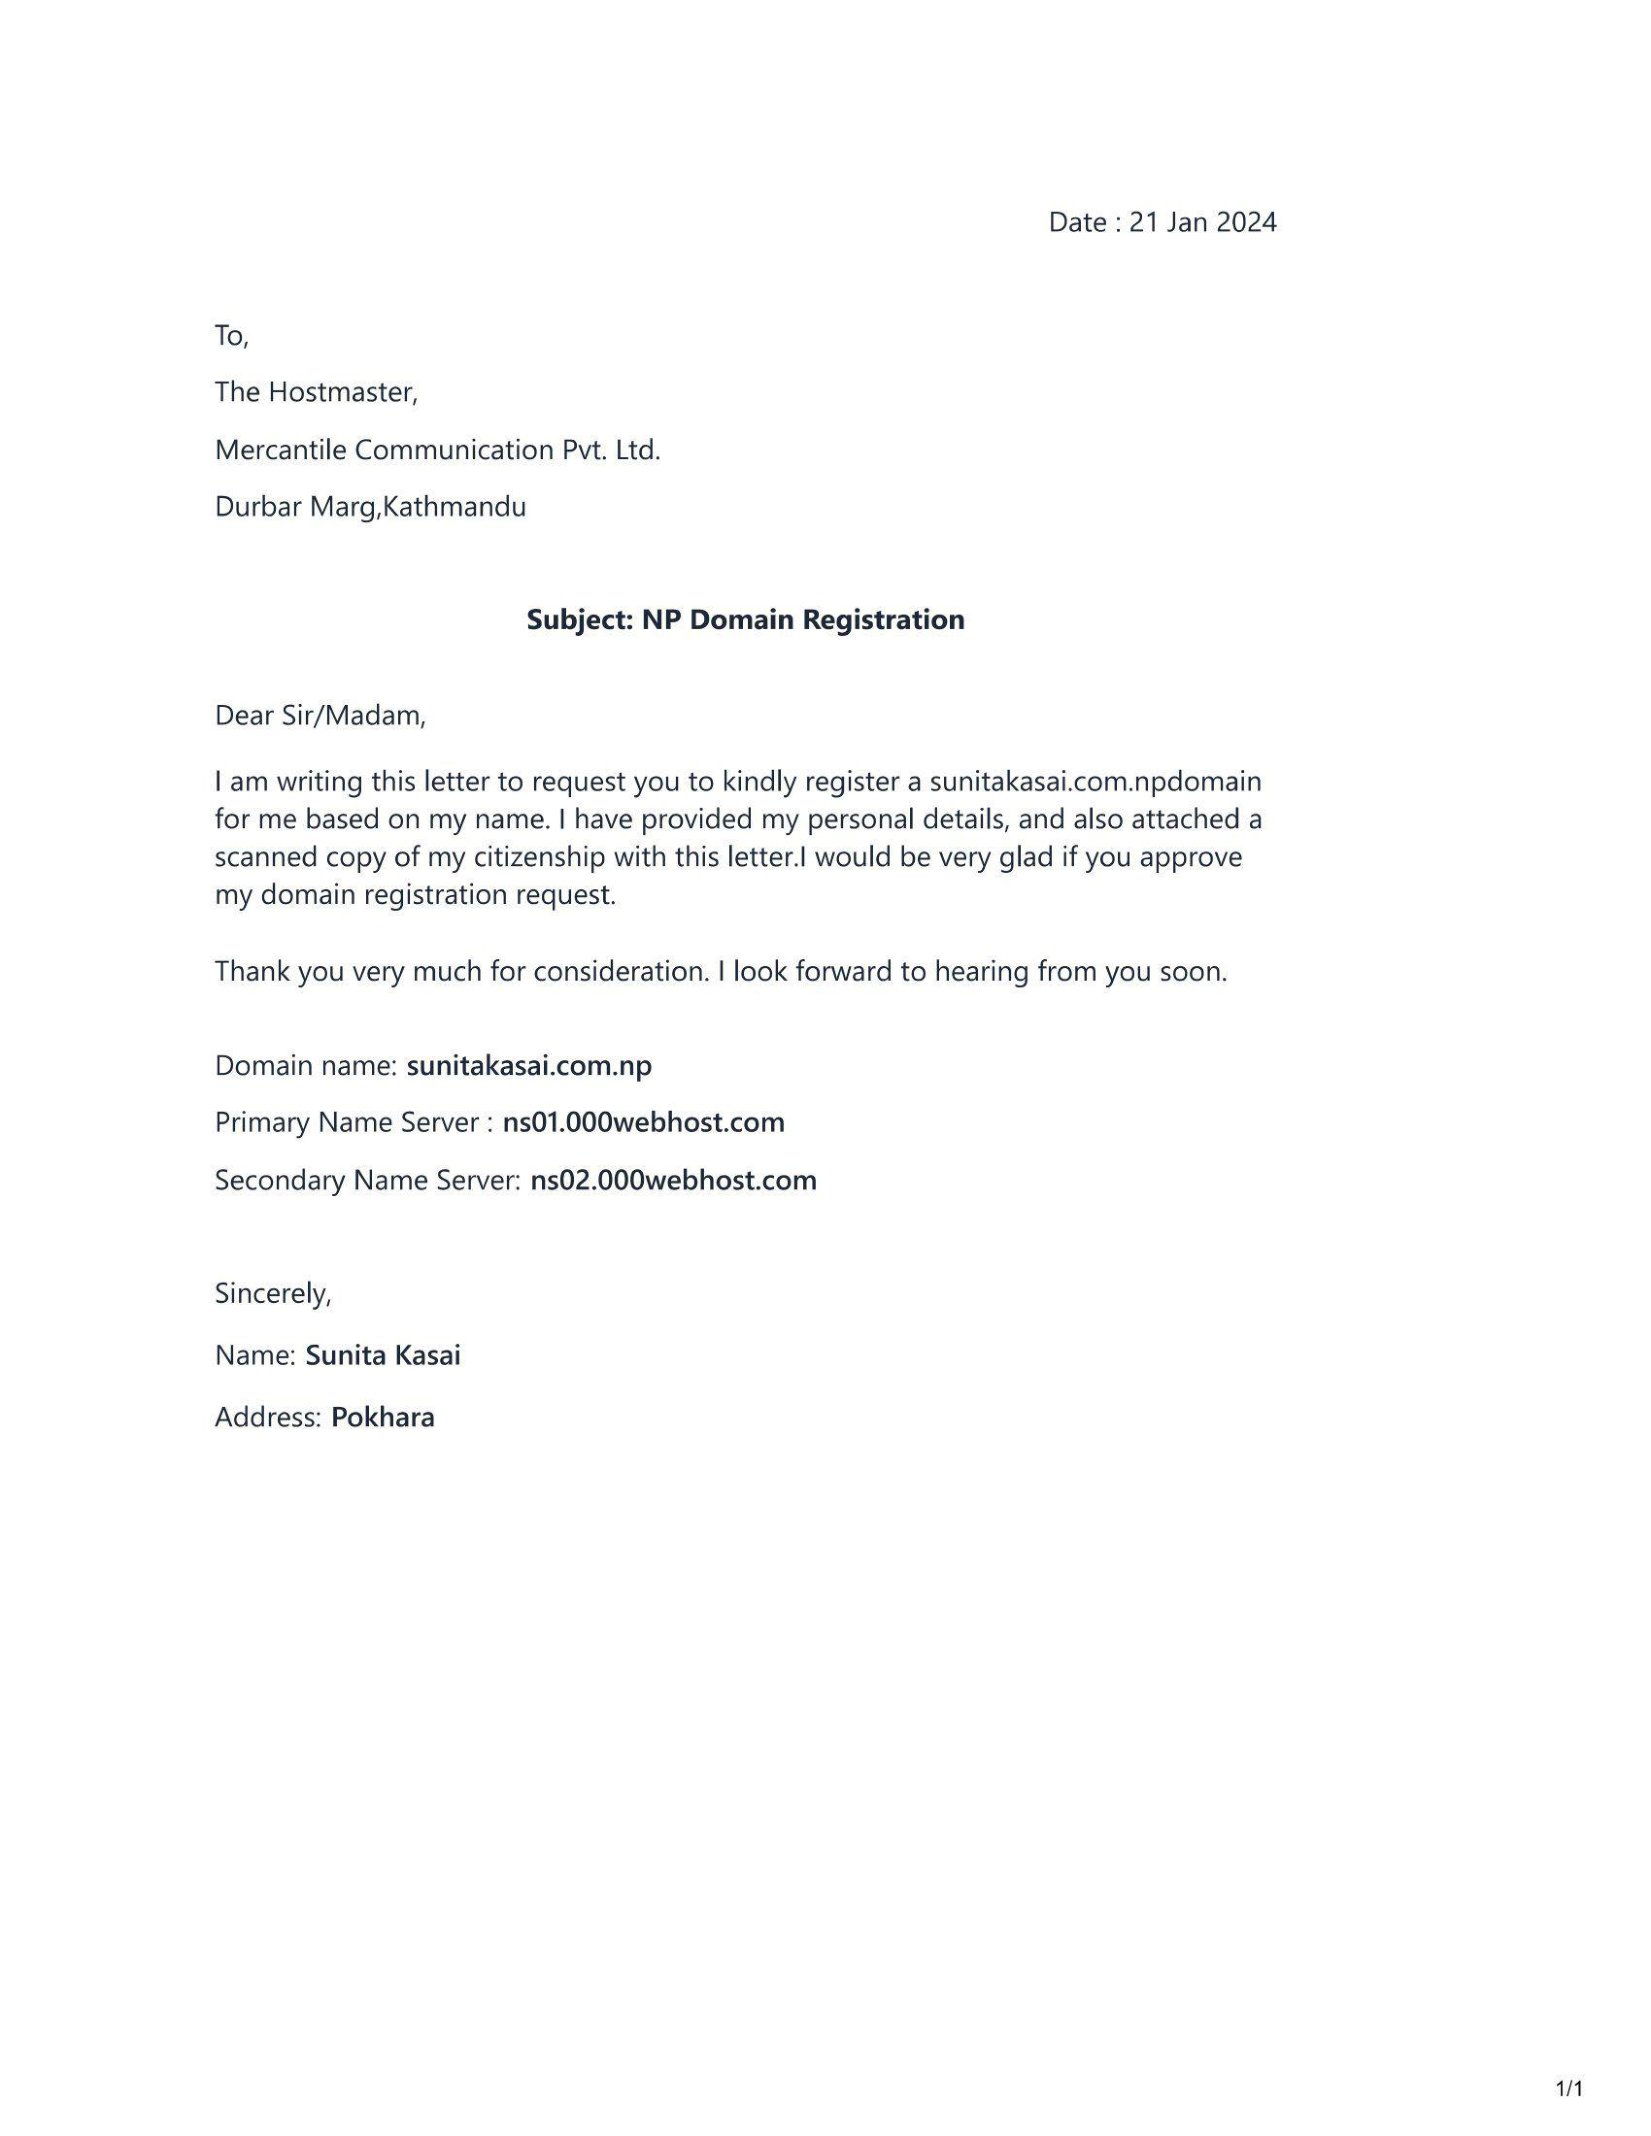 Date : 21 Jan 2024
To,
The Hostmaster,
Mercantile Communication Pvt. Ltd.
Durbar Marg,Kathmandu
Subject: NP Domain Registration
Dear Sir/Madam,
I am writing this letter to request you to kindly register a sunitakasai.com.npdomain
for me based on my name. I have provided my personal details, and also attached a
scanned copy of my citizenship with this letter.I would be very glad if you approve
my domain registration request.
Thank you very much for consideration. I look forward to hearing from you soon.
Domain name: sunitakasai.com.np
Primary Name Server : ns01.000webhost.com
Secondary Name Server: ns02.000webhost.com
Sincerely,
Name: Sunita Kasai
Address: Pokhara
1/1